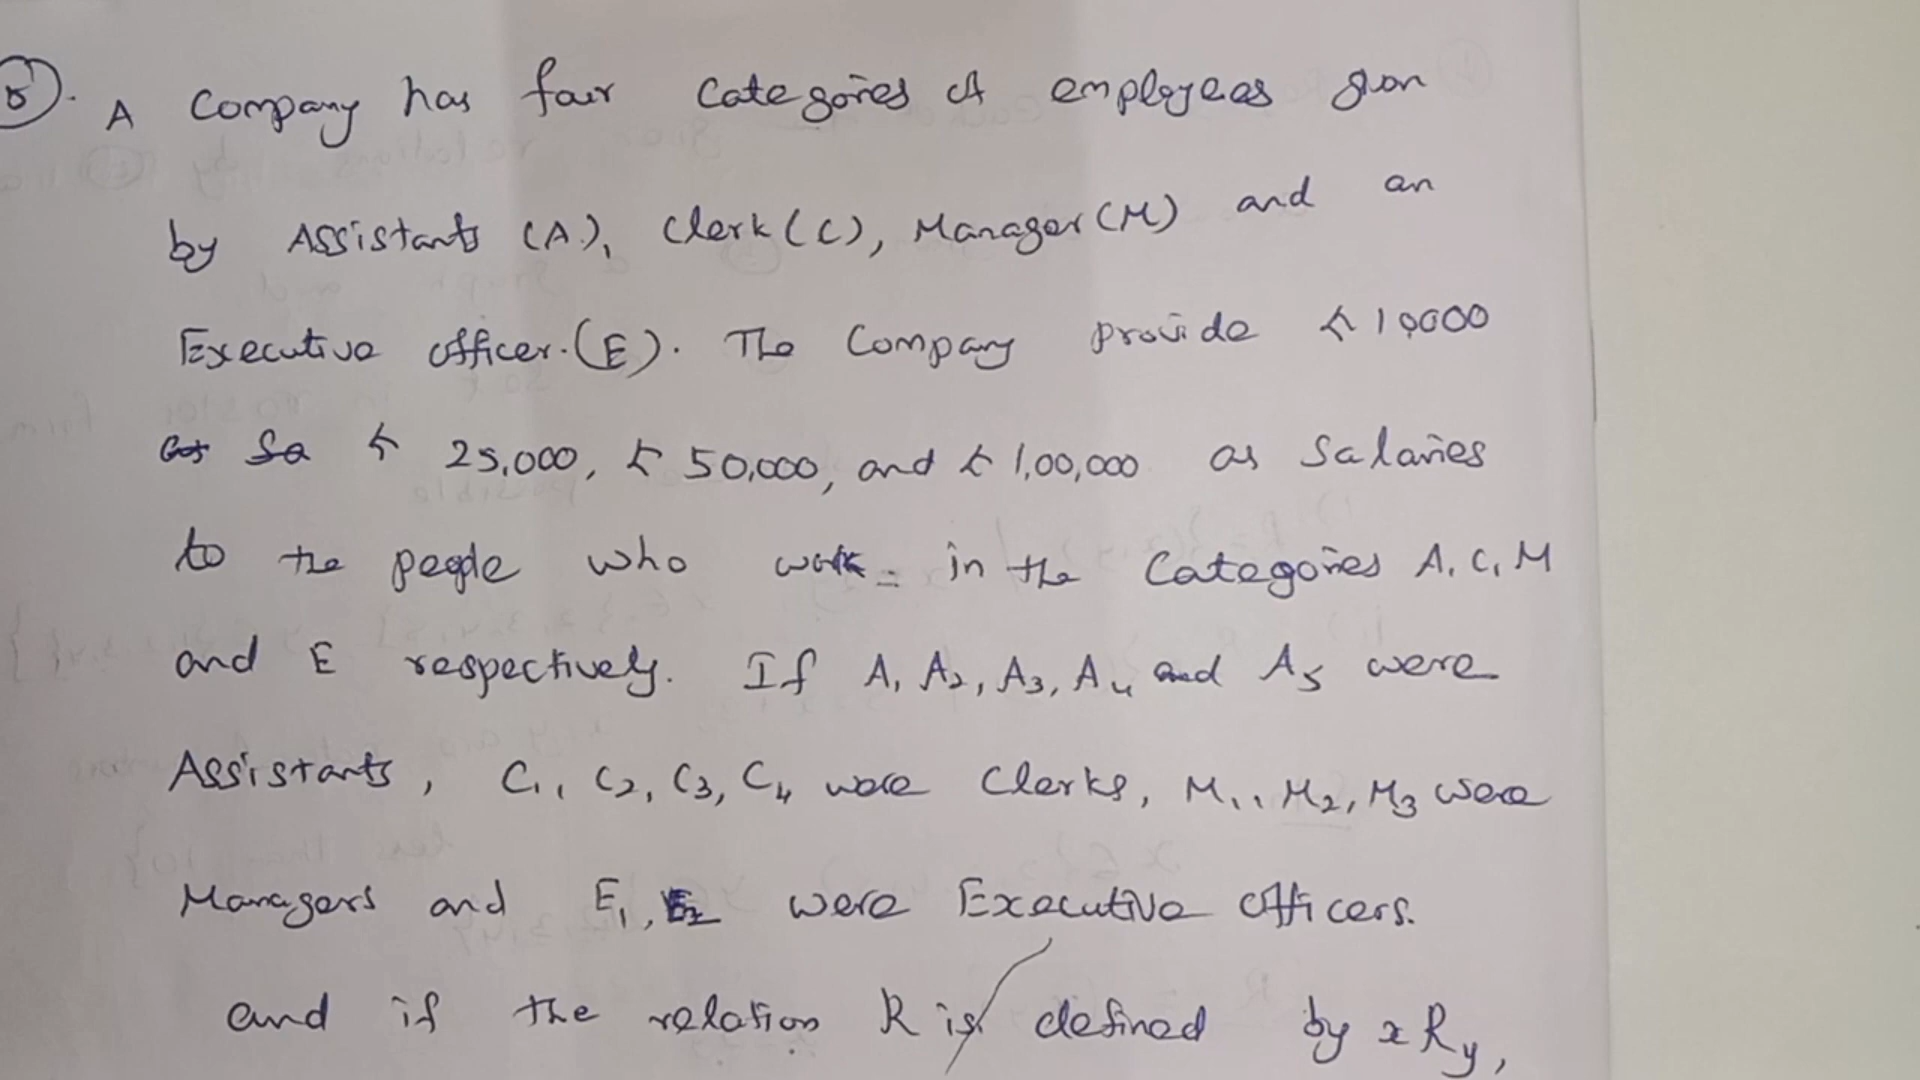 5. A Company has four Categories of employees given
by Assistants (A), Clerk (C), Manager (M) and an
Executive officer. (E). The Company provide ₹ 10000
₹ 25,000, ₹ 50,000, and ₹ 1,00,000 as Salaries
to the people who work in the Categories A, C, M
and E respectively. If A1 A2, A3, A4 and A5 were
Assistants, C1, C2, C3, C4 were Clerks, M1, M2, M3 were
Managers and E1, E2 were Executive officers.
and if the relation R is defined by x R y,